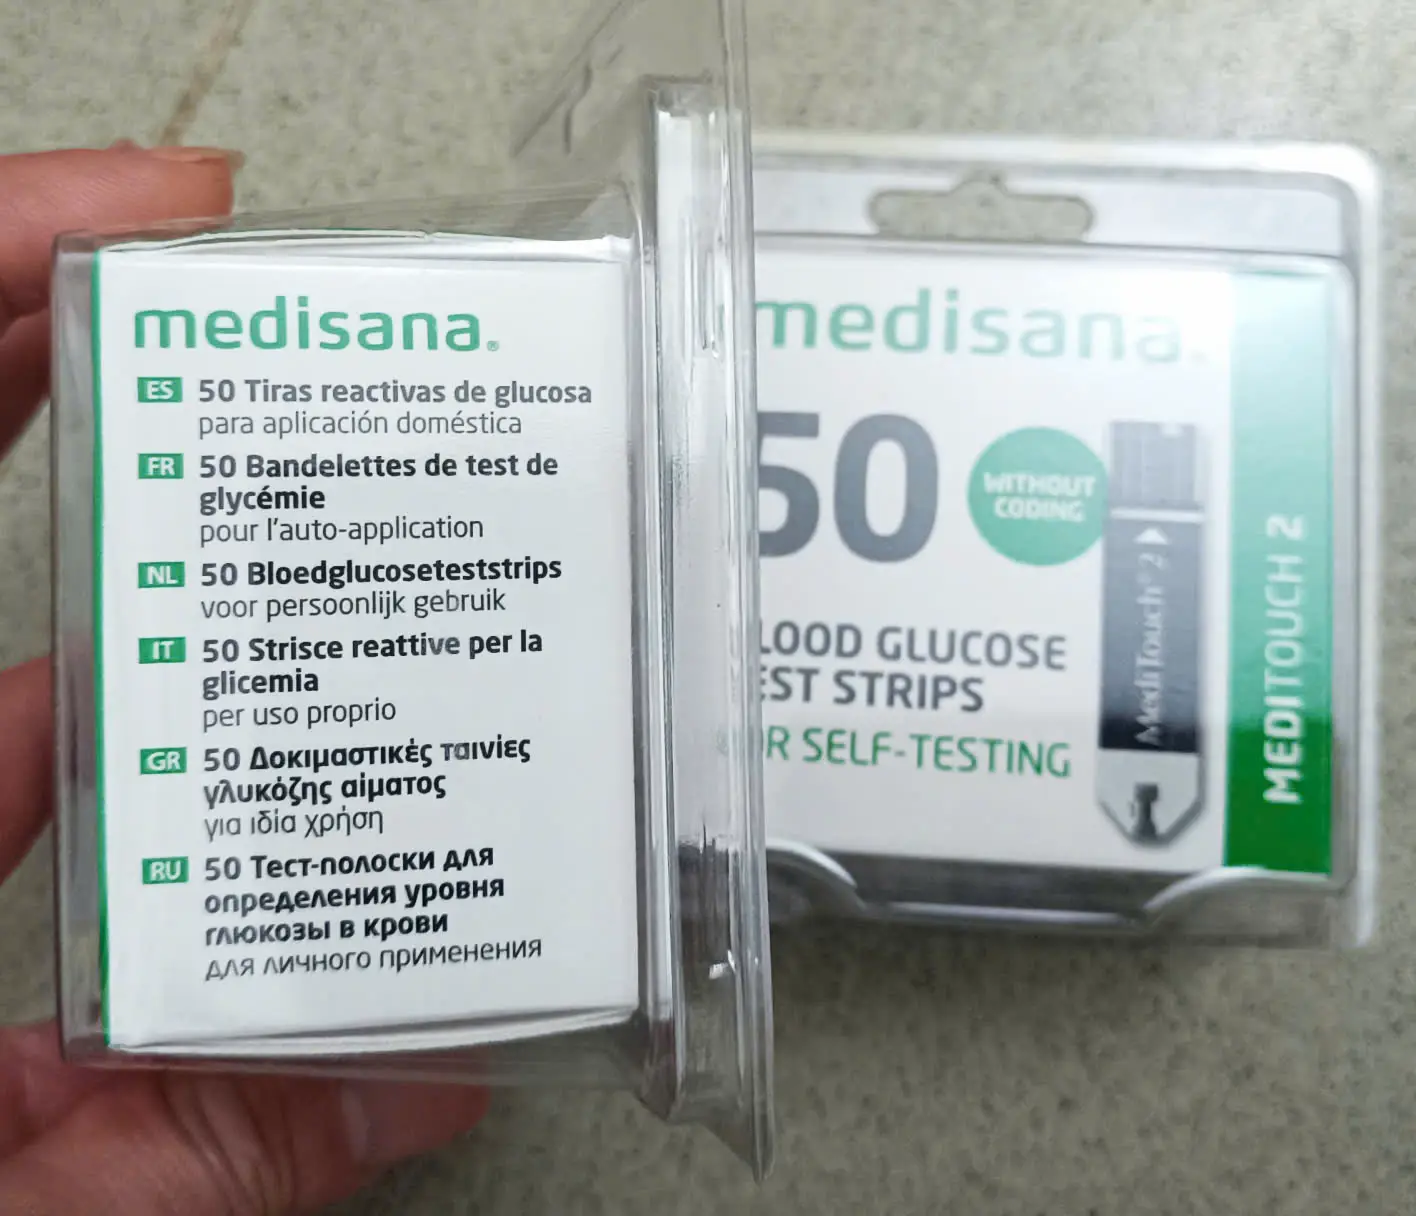 medisana®
ES 50 Tiras reactivas de glucosa
para aplicación doméstica
FR 50 Bandelettes de test de
glycémie
pour l'auto-application
NL 50 Bloedglucoseteststrips
voor persoonlijk gebruik
IT 50 Strisce reattive per la
glicemia
per uso proprio
GR 50 Δοκιμαστικές ταινίες
γλυκόζης αίματος
για ιδία χρήση
RU 50 Тест-полоски для
определения уровня
глюкозы в крови
для личного применения
medisana®
50
WITHOUT
CODING
LOOD GLUCOSE
EST STRIPS
OR SELF-TESTING
MediTouch® 2
MEDITOUCH 2